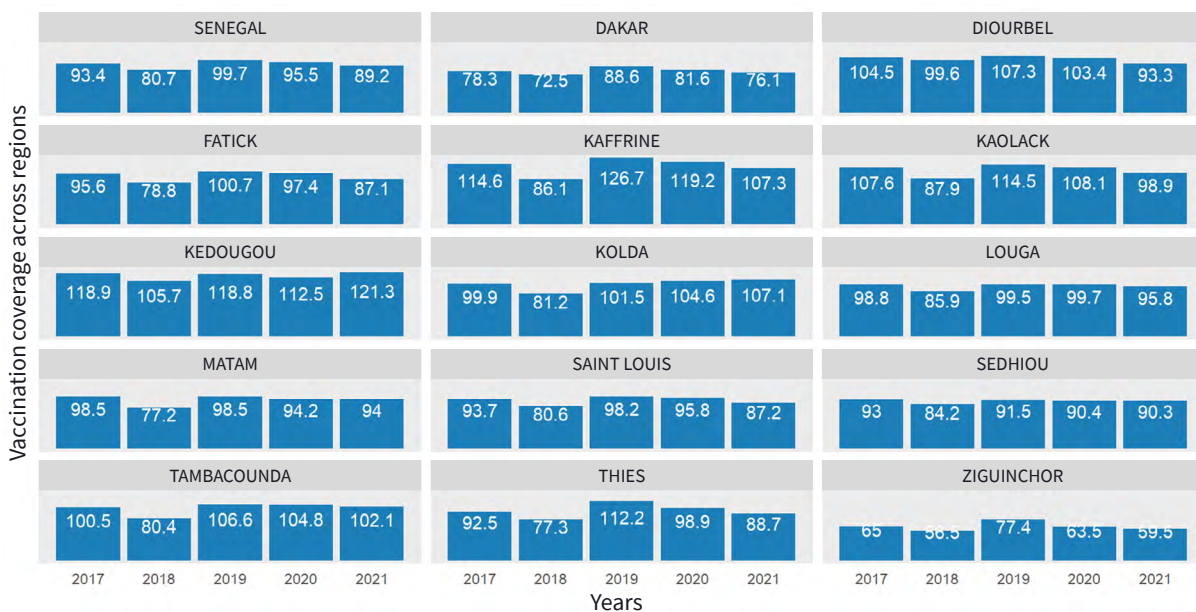 Vaccination coverage across regions
SENEGAL
93.4 80.7 99.7 95.5 89.2
DAKAR
78.3 72.5 88.6 81.6 76.1
DIOURBEL
104.5 99.6 107.3 103.4 93.3
FATICK
95.6 78.8 100.7 97.4 87.1
KAFFRINE
114.6 86.1 126.7 119.2 107.3
KAOLACK
107.6 87.9 114.5 108.1 98.9
KEDOUGOU
118.9 105.7 118.8 112.5 121.3
KOLDA
99.9 81.2 101.5 104.6 107.1
LOUGA
98.8 85.9 99.5 99.7 95.8
MATAM
98.5 77.2 98.5 94.2 94
SAINT LOUIS
93.7 80.6 98.2 95.8 87.2
SEDHIOU
93 84.2 91.5 90.4 90.3
TAMBACOUNDA
100.5 80.4 106.6 104.8 102.1
THIES
92.5 77.3 112.2 98.9 88.7
ZIGUINCHOR
65 56.5 77.4 63.5 59.5
2017 2018 2019 2020 2021
2017 2018 2019 2020 2021
2017 2018 2019 2020 2021
Years